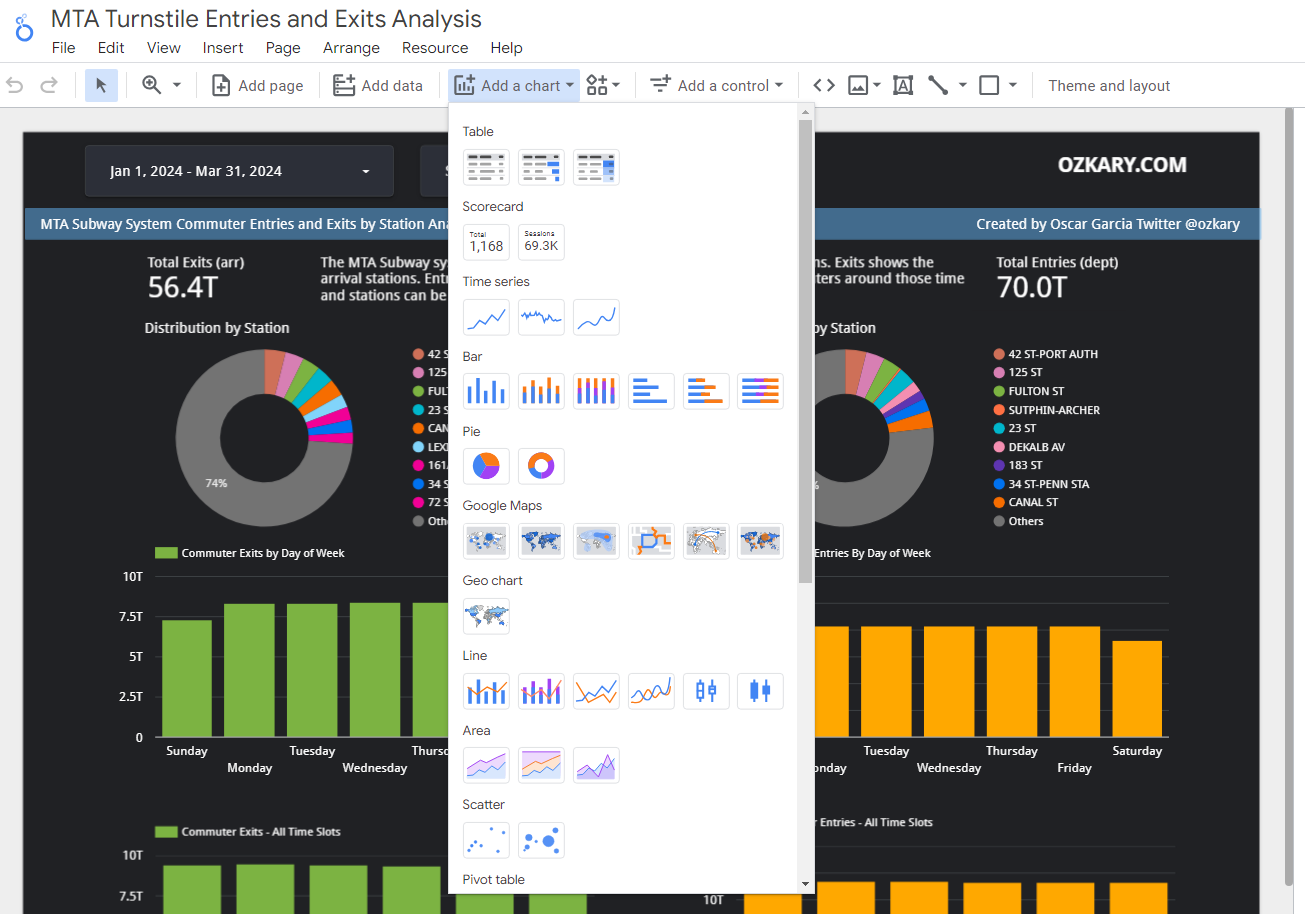 MTA Turnstile Entries and Exits Analysis
File Edit View Insert Page Arrange Resource Help
Add page Add data Add a chart Add a control Theme and layout
Jan 1, 2024 - Mar 31, 2024
OZKARY.COM
MTA Subway System Commuter Entries and Exits by Station Ana
Created by Oscar Garcia Twitter @ozkary
Total Exits (arr)
56.4T
The MTA Subway sy
arrival stations. Entr
and stations can be
ns. Exits shows the
ters around those time
Total Entries (dept)
70.0T
Distribution by Station
42 S
125
FUL
23 S
CAN
LEXI
161
34 S
72 S
Oth
74%
by Station
42 ST-PORT AUTH
125 ST
FULTON ST
SUTPHIN-ARCHER
23 ST
DEKALB AV
183 ST
34 ST-PENN STA
CANAL ST
Others
%
Table
Scorecard
Total
1,168
Sessions
69.3K
Time series
Bar
Pie
Google Maps
Geo chart
Line
Area
Scatter
Pivot table
Commuter Exits by Day of Week
10T
7.5T
5T
2.5T
0
Sunday
Monday
Tuesday
Wednesday
Thursd
Entries By Day of Week
onday
Tuesday
Wednesday
Thursday
Friday
Saturday
Commuter Exits - All Time Slots
10T
7.5T
r Entries - All Time Slots
10T